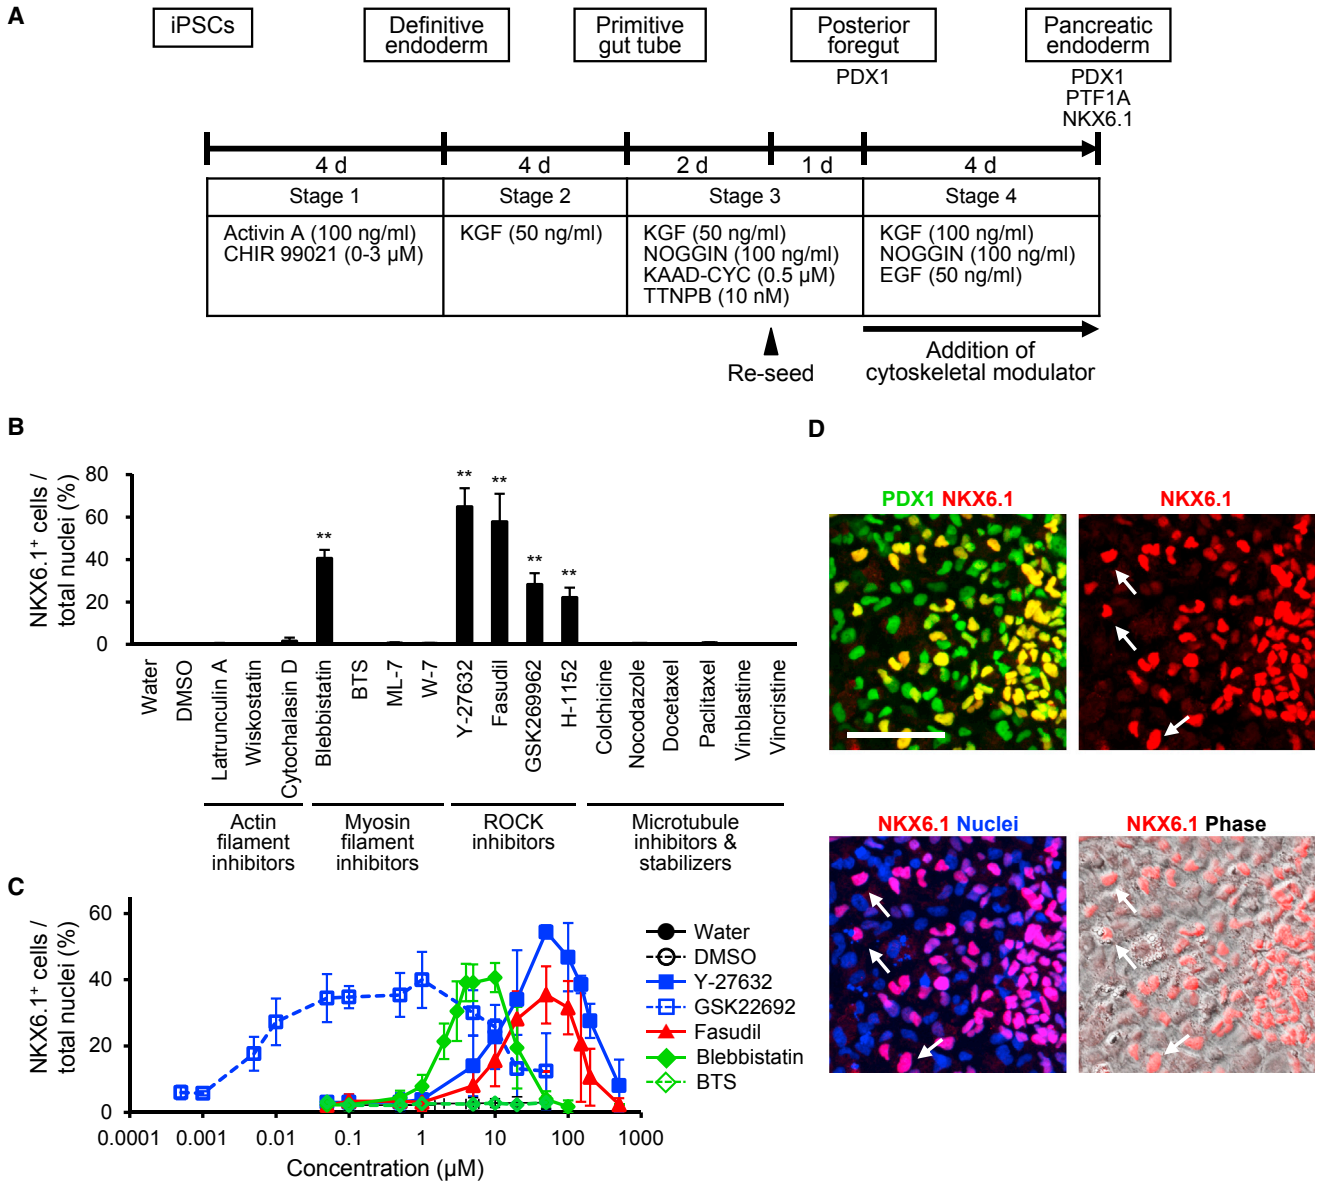 A
iPSCs
Definitive
endoderm
Primitive
gut tube
Posterior
foregut
Pancreatic
endoderm
PDX1
PDX1
PTF1A
NKX6.1
4 d
4 d
2 d
1 d
4 d
Stage 1
Stage 2
Stage 3
Stage 4
Activin A (100 ng/ml)
CHIR 99021 (0-3 µM)
KGF (50 ng/ml)
KGF (50 ng/ml)
NOGGIN (100 ng/ml)
KAAD-CYC (0.5 µM)
TTNPB (10 nM)
KGF (100 ng/ml)
NOGGIN (100 ng/ml)
EGF (50 ng/ml)
Re-seed
Addition of
cytoskeletal modulator
B
NKX6.1+ cells /
total nuclei (%)
80
60
40
20
0
**
**
**
**
**
Water
DMSO
Latrunculin A
Wiskostatin
Cytochalasin D
Blebbistatin
BTS
ML-7
W-7
Y-27632
Fasudil
GSK269962
H-1152
Colchicine
Nocodazole
Docetaxel
Paclitaxel
Vinblastine
Vincristine
Actin
filament
inhibitors
Myosin
filament
inhibitors
ROCK
inhibitors
Microtubule
inhibitors &
stabilizers
C
NKX6.1+ cells /
total nuclei (%)
60
40
20
0
0.0001
0.001
0.01
0.1
1
10
100
1000
Concentration (µM)
Water
DMSO
Y-27632
GSK22692
Fasudil
Blebbistatin
BTS
D
PDX1 NKX6.1
NKX6.1
NKX6.1 Nuclei
NKX6.1 Phase